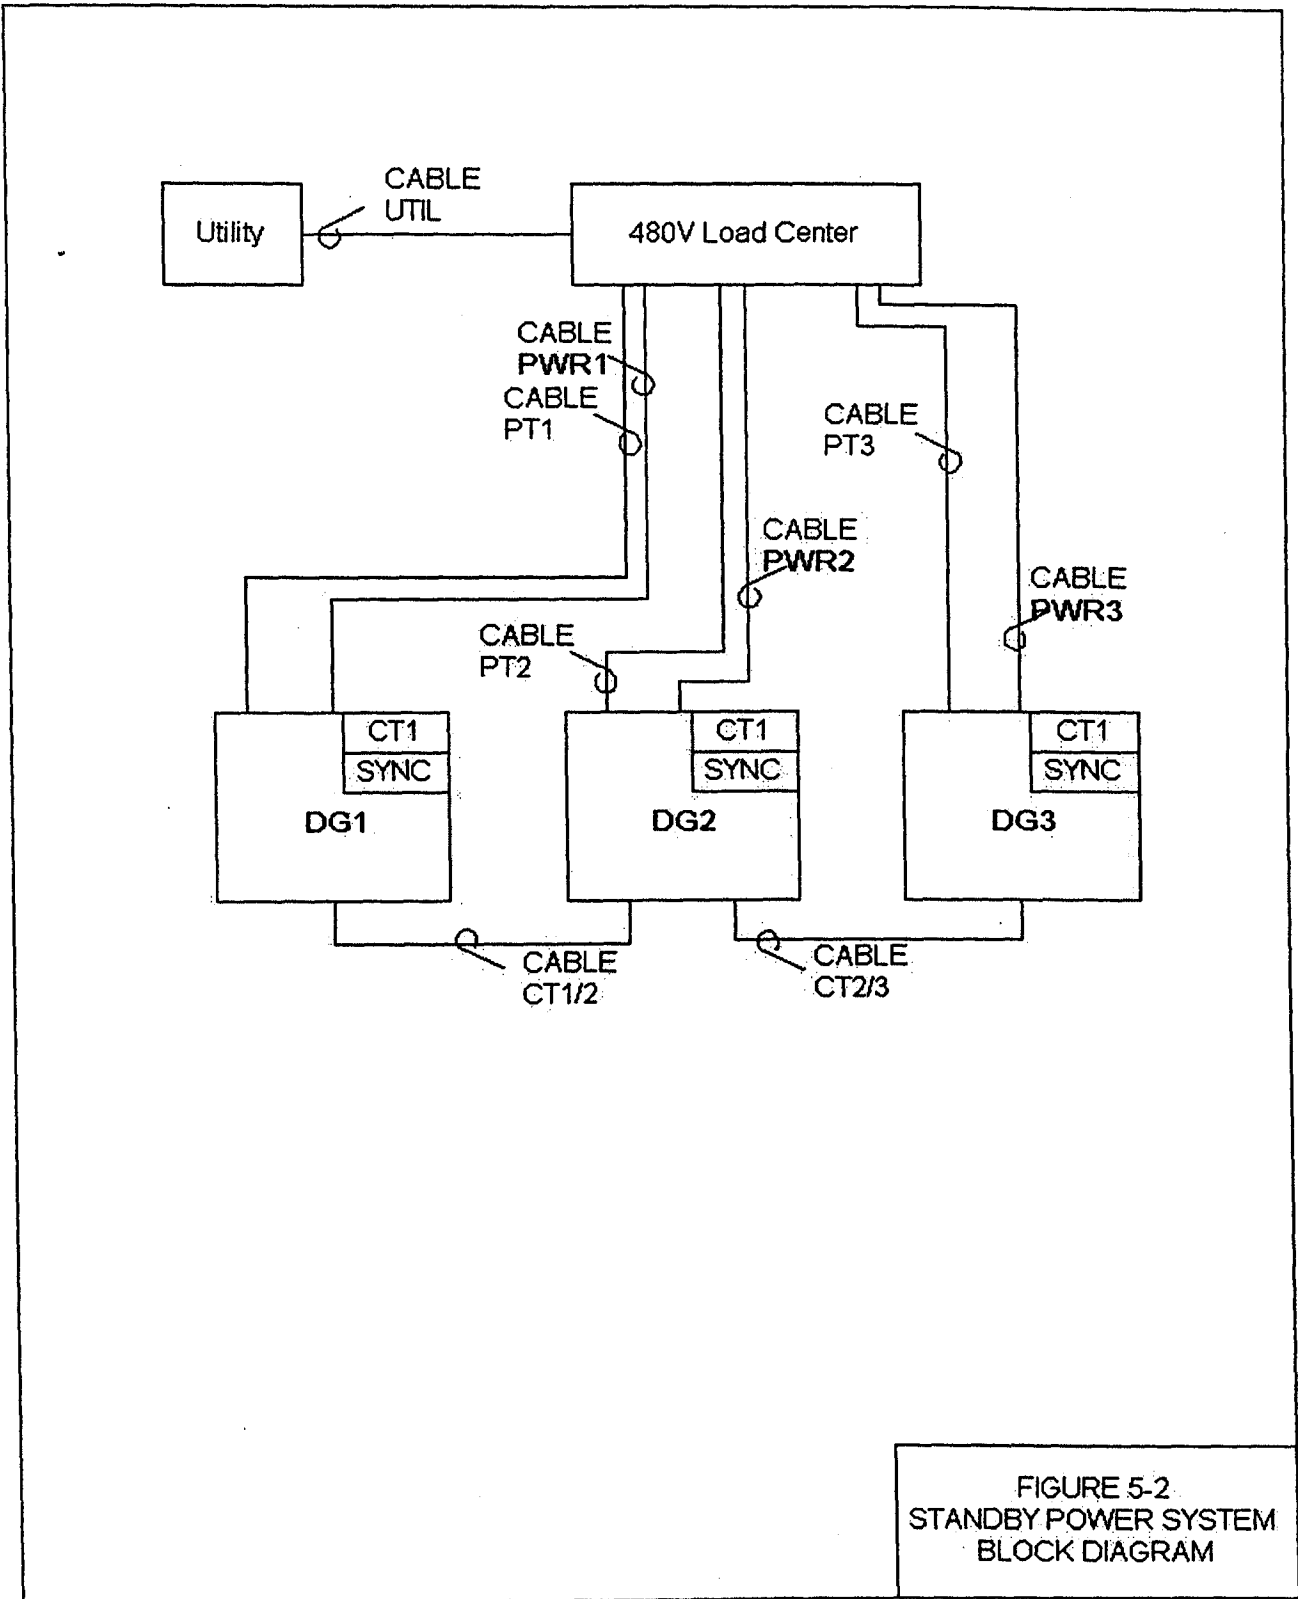 CABLE
UTIL
Utility
480V Load Center
CABLE
PWR1
CABLE
PT1
CABLE
PT3
CABLE
PWR2
CABLE
PWR3
CABLE
PT2
CT1
SYNC
DG1
CT1
SYNC
DG2
CT1
SYNC
DG3
CABLE
CT1/2
CABLE
CT2/3
FIGURE 5-2
STANDBY POWER SYSTEM
BLOCK DIAGRAM